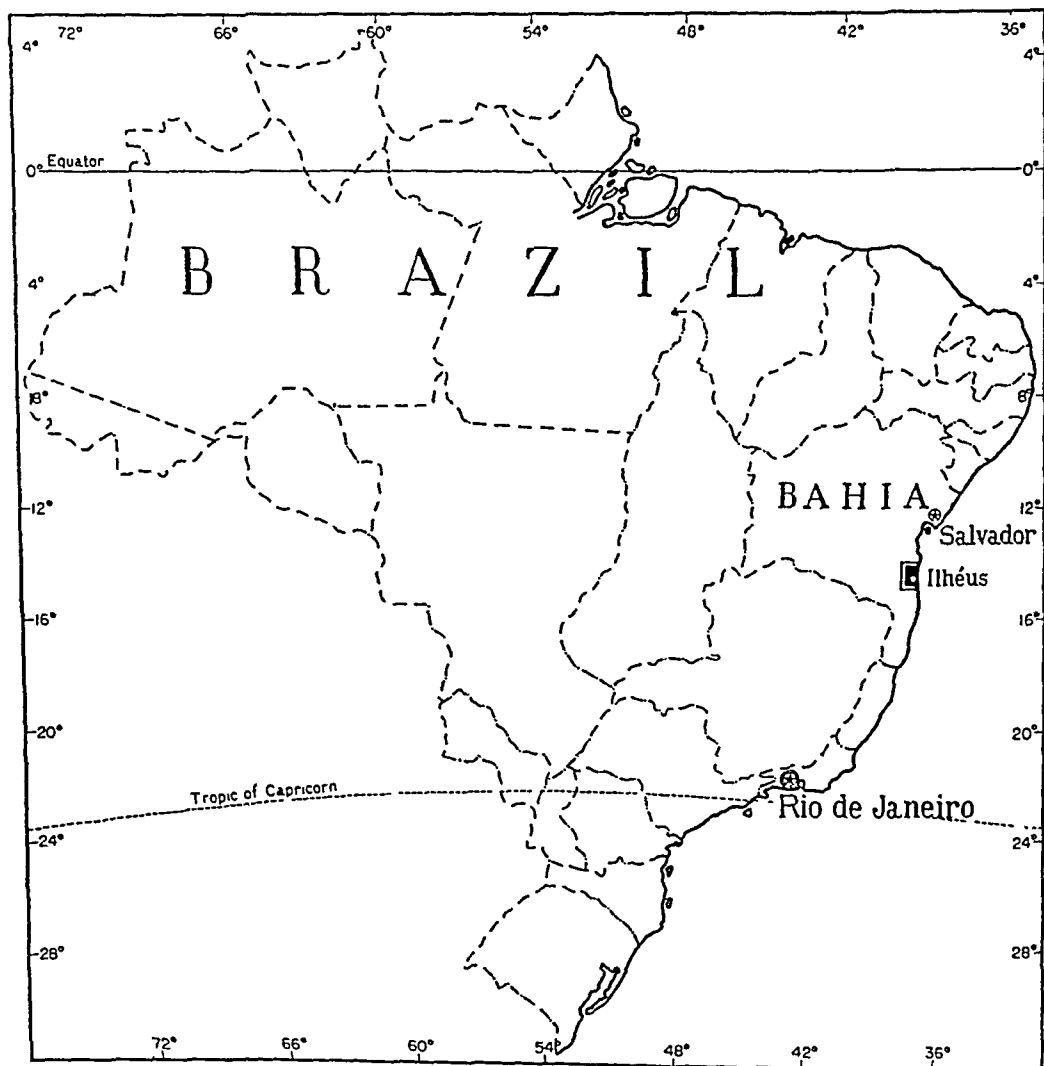 72° 66° 60° 54° 48° 42° 36°
4° 4°
Equator
0° 0°
BRAZIL
4° 4°
8° 8°
BAHIA
12° 12°
Salvador
Ilhéus
16° 16°
20° 20°
Tropic of Capricorn
Rio de Janeiro
24° 24°
28° 28°
72° 66° 60° 54° 48° 42° 36°